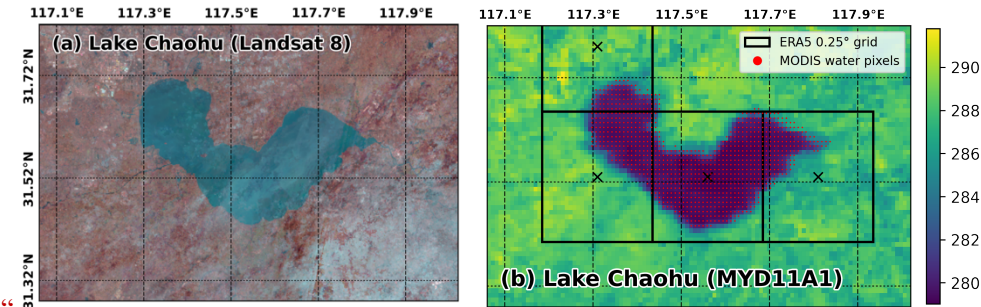 117.1°E 117.3°E 117.5°E 117.7°E 117.9°E
(a) Lake Chaohu (Landsat 8)
31.72°N
31.52°N
31.32°N
“
117.1°E 117.3°E 117.5°E 117.7°E 117.9°E
ERA5 0.25° grid
MODIS water pixels
(b) Lake Chaohu (MYD11A1)
290
288
286
284
282
280